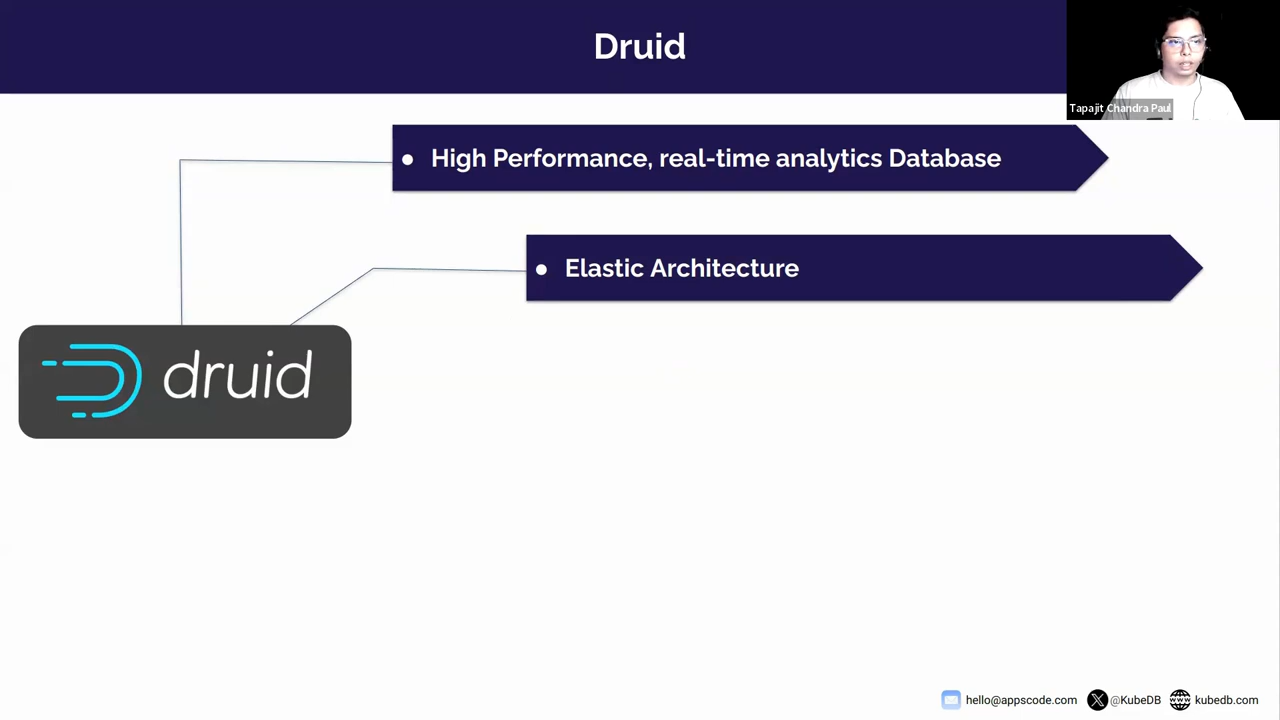 Druid
Tapajit Chandra Paul
● High Performance, real-time analytics Database
● Elastic Architecture
druid
hello@appscode.com @KubeDB kubedb.com